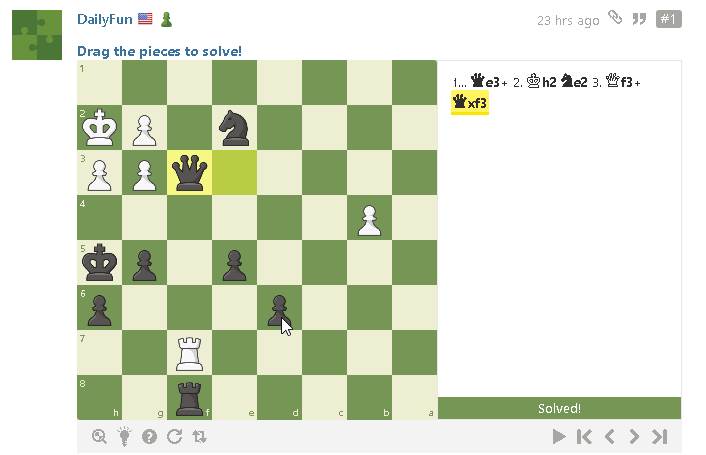 DailyFun 23 hrs ago #1
Drag the pieces to solve!
1... ♛e3+ 2. ♔h2 ♞e2 3. ♕f3+
♛xf3
1
2
3
4
5
6
7
8
h g f e d c b a
Solved!